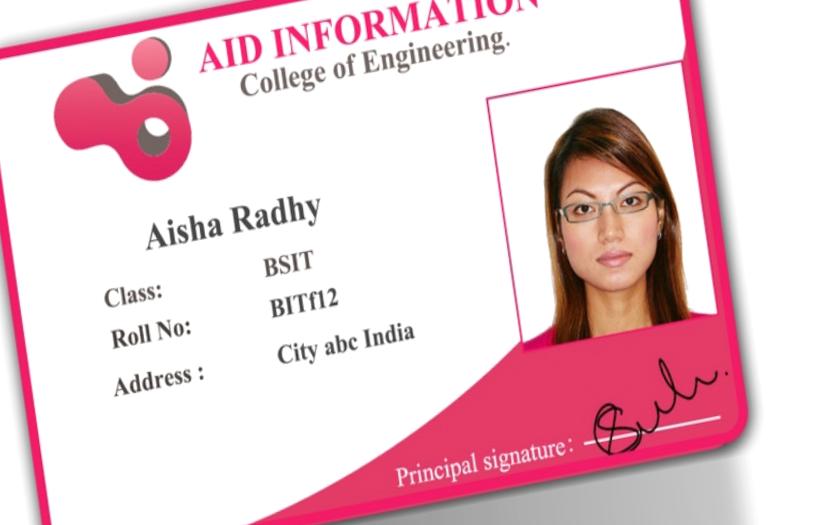 AID INFORMATION
College of Engineering.
Aisha Radhy
Class: BSIT
Roll No: BITf12
Address : City abc India
Principal signature: